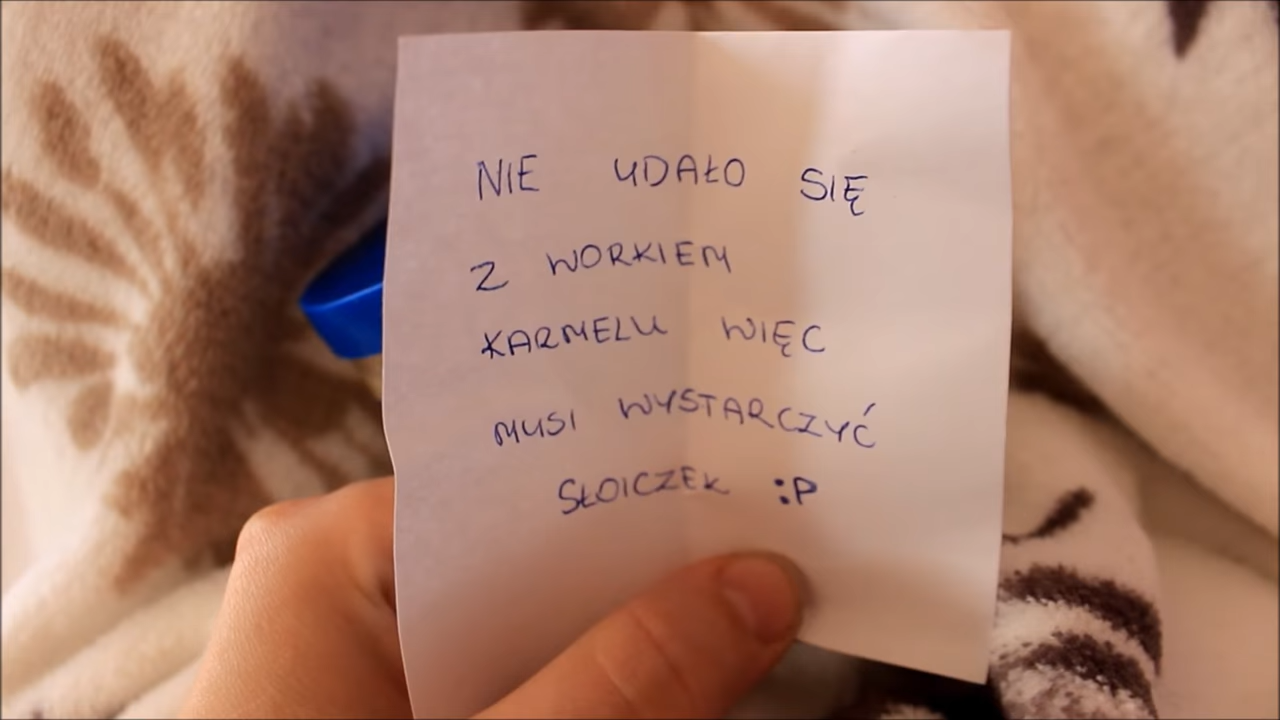 NIE UDAŁO SIĘ
Z WORKIEM
KARMELU WIĘC
MUSI WYSTARCZYĆ
SŁOICZEK :P